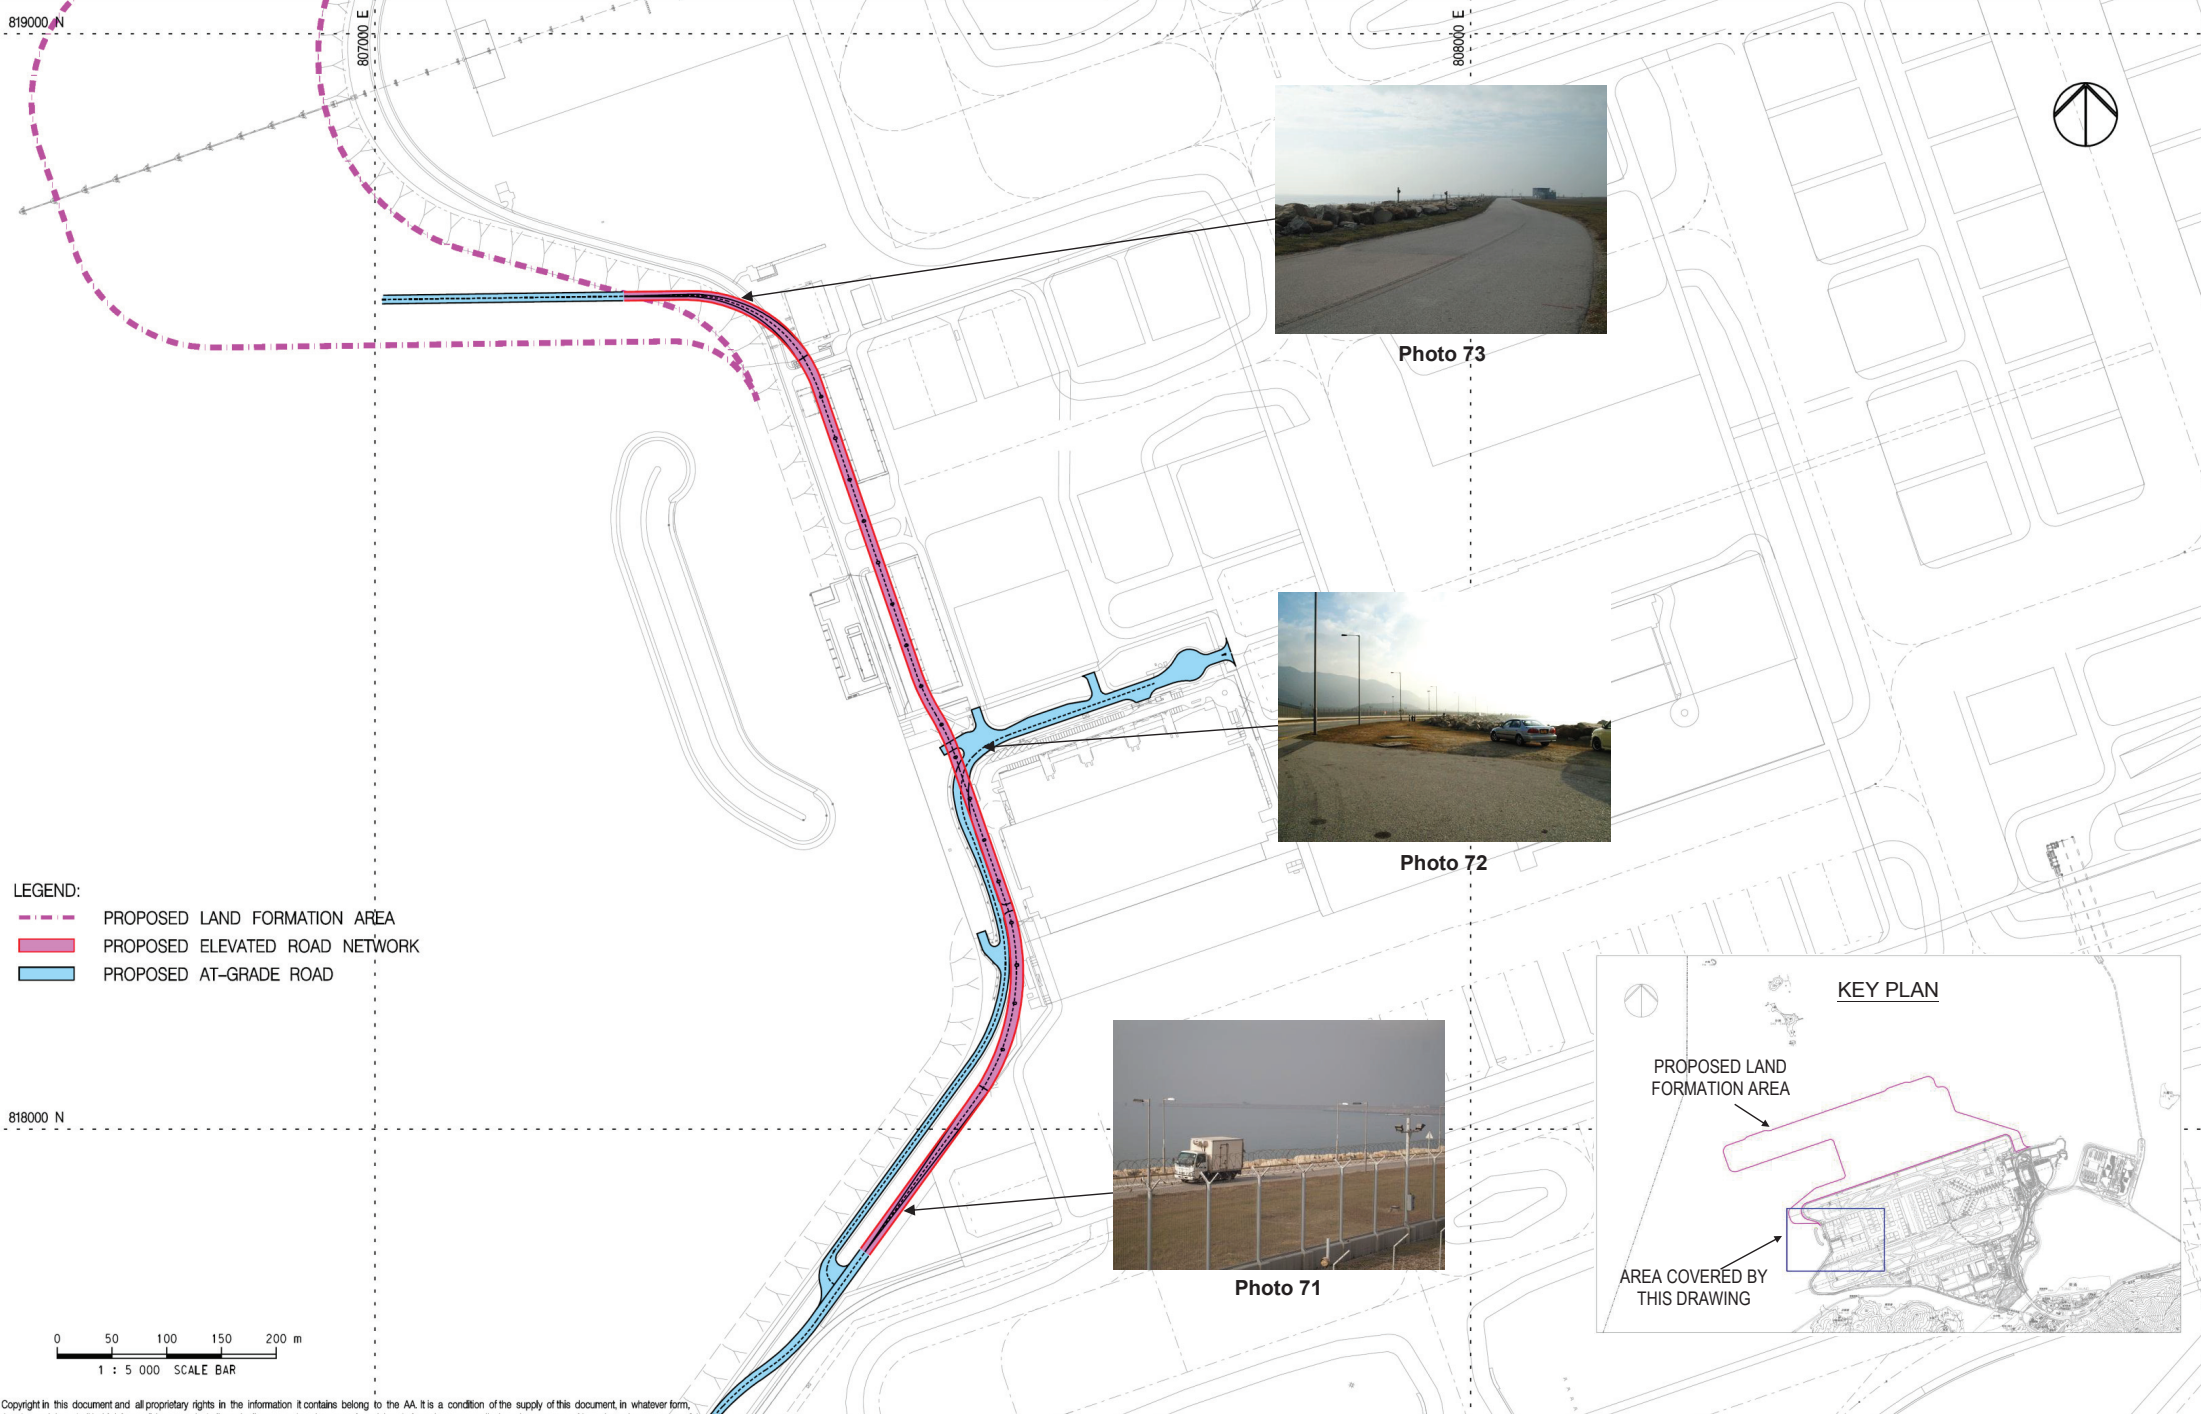 819000 N
807000 E
808000 E
Photo 73
Photo 72
LEGEND:
PROPOSED LAND FORMATION AREA
PROPOSED ELEVATED ROAD NETWORK
PROPOSED AT-GRADE ROAD
KEY PLAN
PROPOSED LAND
FORMATION AREA
818000 N
AREA COVERED BY
THIS DRAWING
Photo 71
0 50 100 150 200 m
1 : 5 000 SCALE BAR
Copyright in this document and all proprietary rights in the information it contains belong to the AA. It is a condition of the supply of this document, in whatever form,